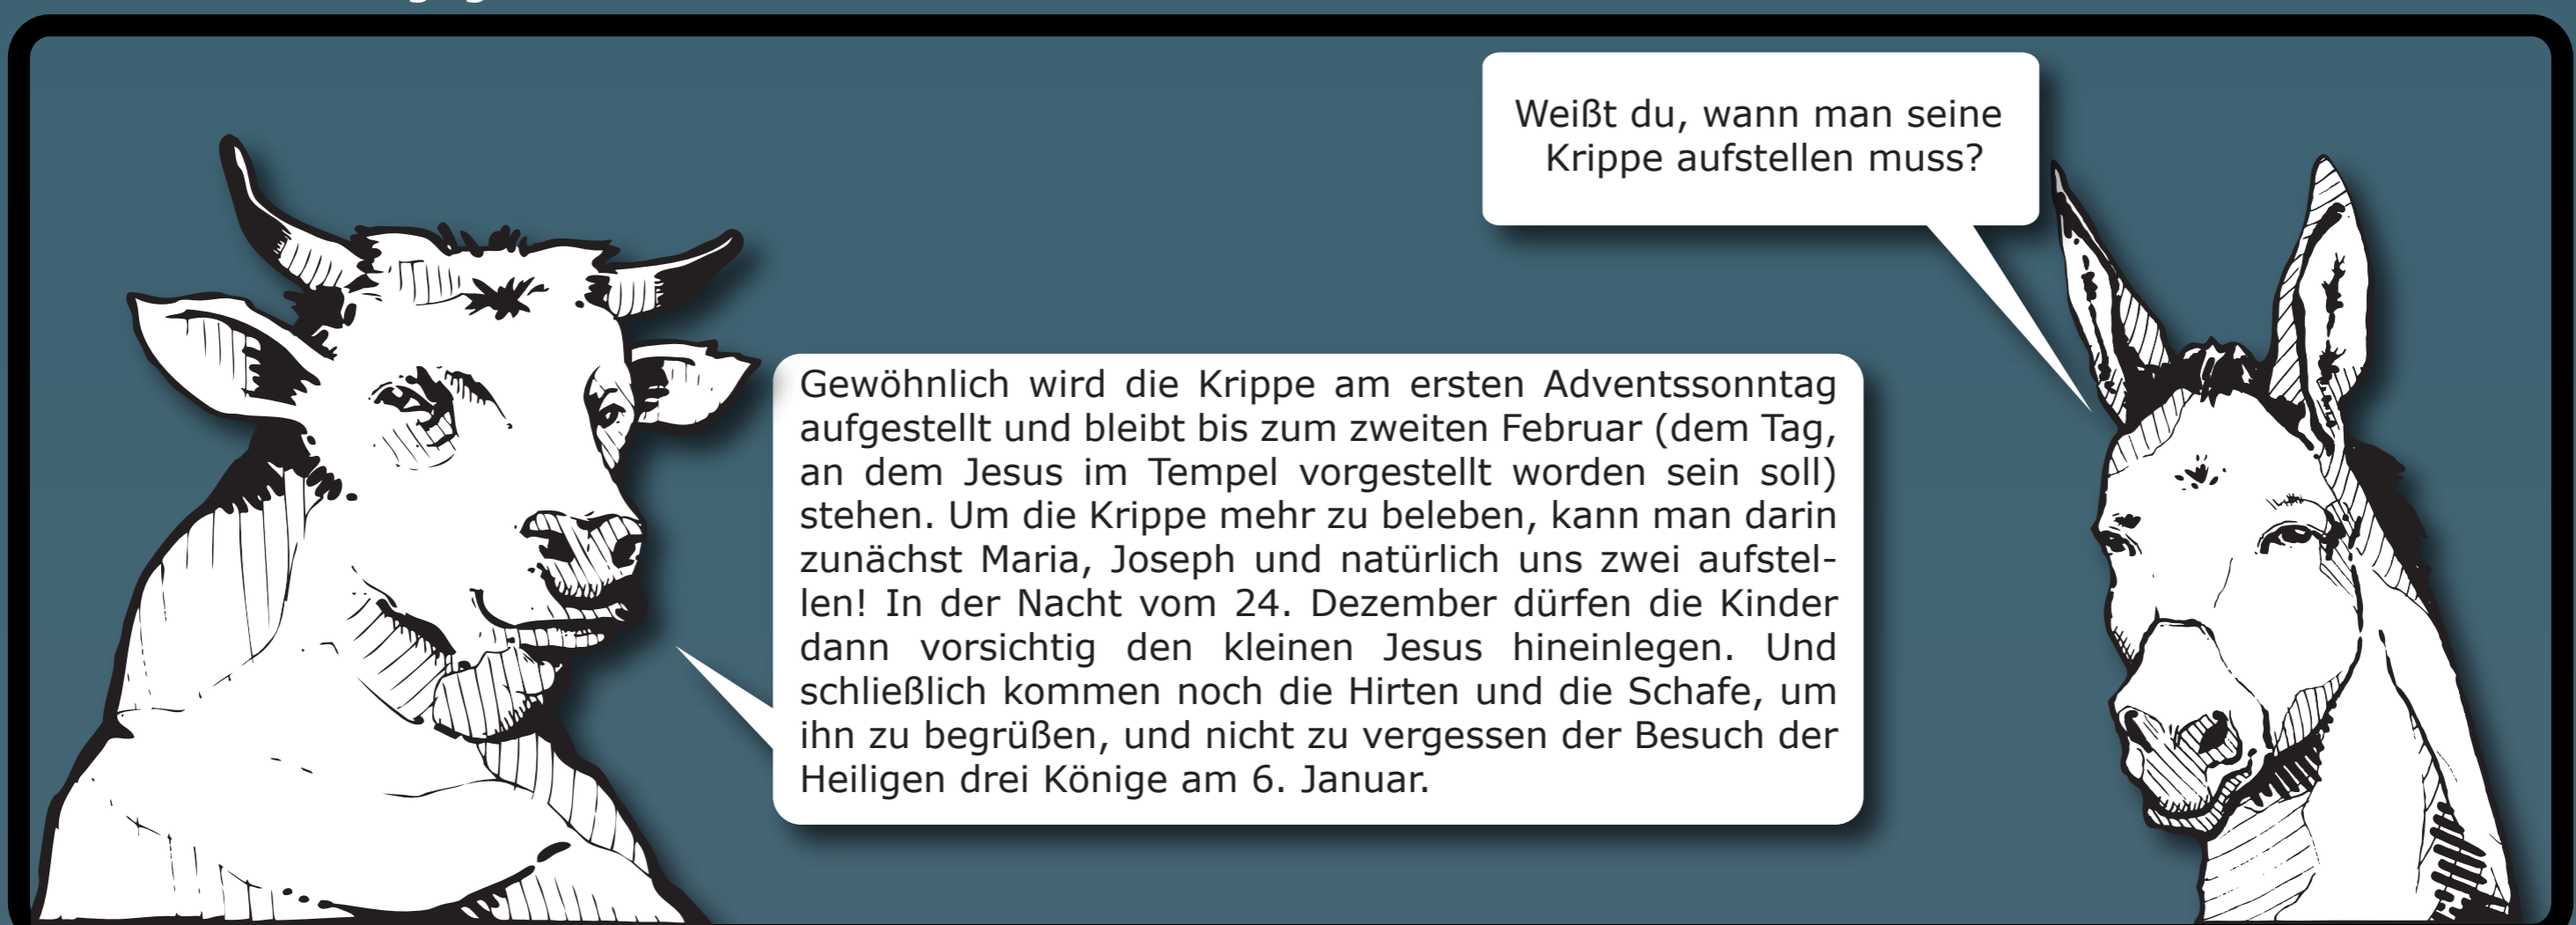 Weißt du, wann man seine
Krippe aufstellen muss?
Gewöhnlich wird die Krippe am ersten Adventssonntag
aufgestellt und bleibt bis zum zweiten Februar (dem Tag,
an dem Jesus im Tempel vorgestellt worden sein soll)
stehen. Um die Krippe mehr zu beleben, kann man darin
zunächst Maria, Joseph und natürlich uns zwei aufstel-
len! In der Nacht vom 24. Dezember dürfen die Kinder
dann vorsichtig den kleinen Jesus hineinlegen. Und
schließlich kommen noch die Hirten und die Schafe, um
ihn zu begrüßen, und nicht zu vergessen der Besuch der
Heiligen drei Könige am 6. Januar.